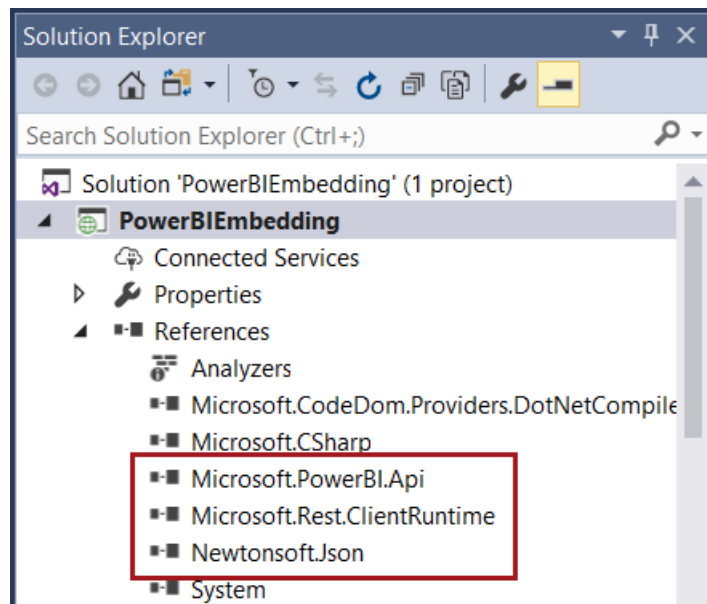 Solution Explorer
Search Solution Explorer (Ctrl+;)
Solution 'PowerBIEmbedding' (1 project)
PowerBIEmbedding
Connected Services
Properties
References
Analyzers
Microsoft.CodeDom.Providers.DotNetCompile
Microsoft.CSharp
Microsoft.PowerBI.Api
Microsoft.Rest.ClientRuntime
Newtonsoft.Json
System